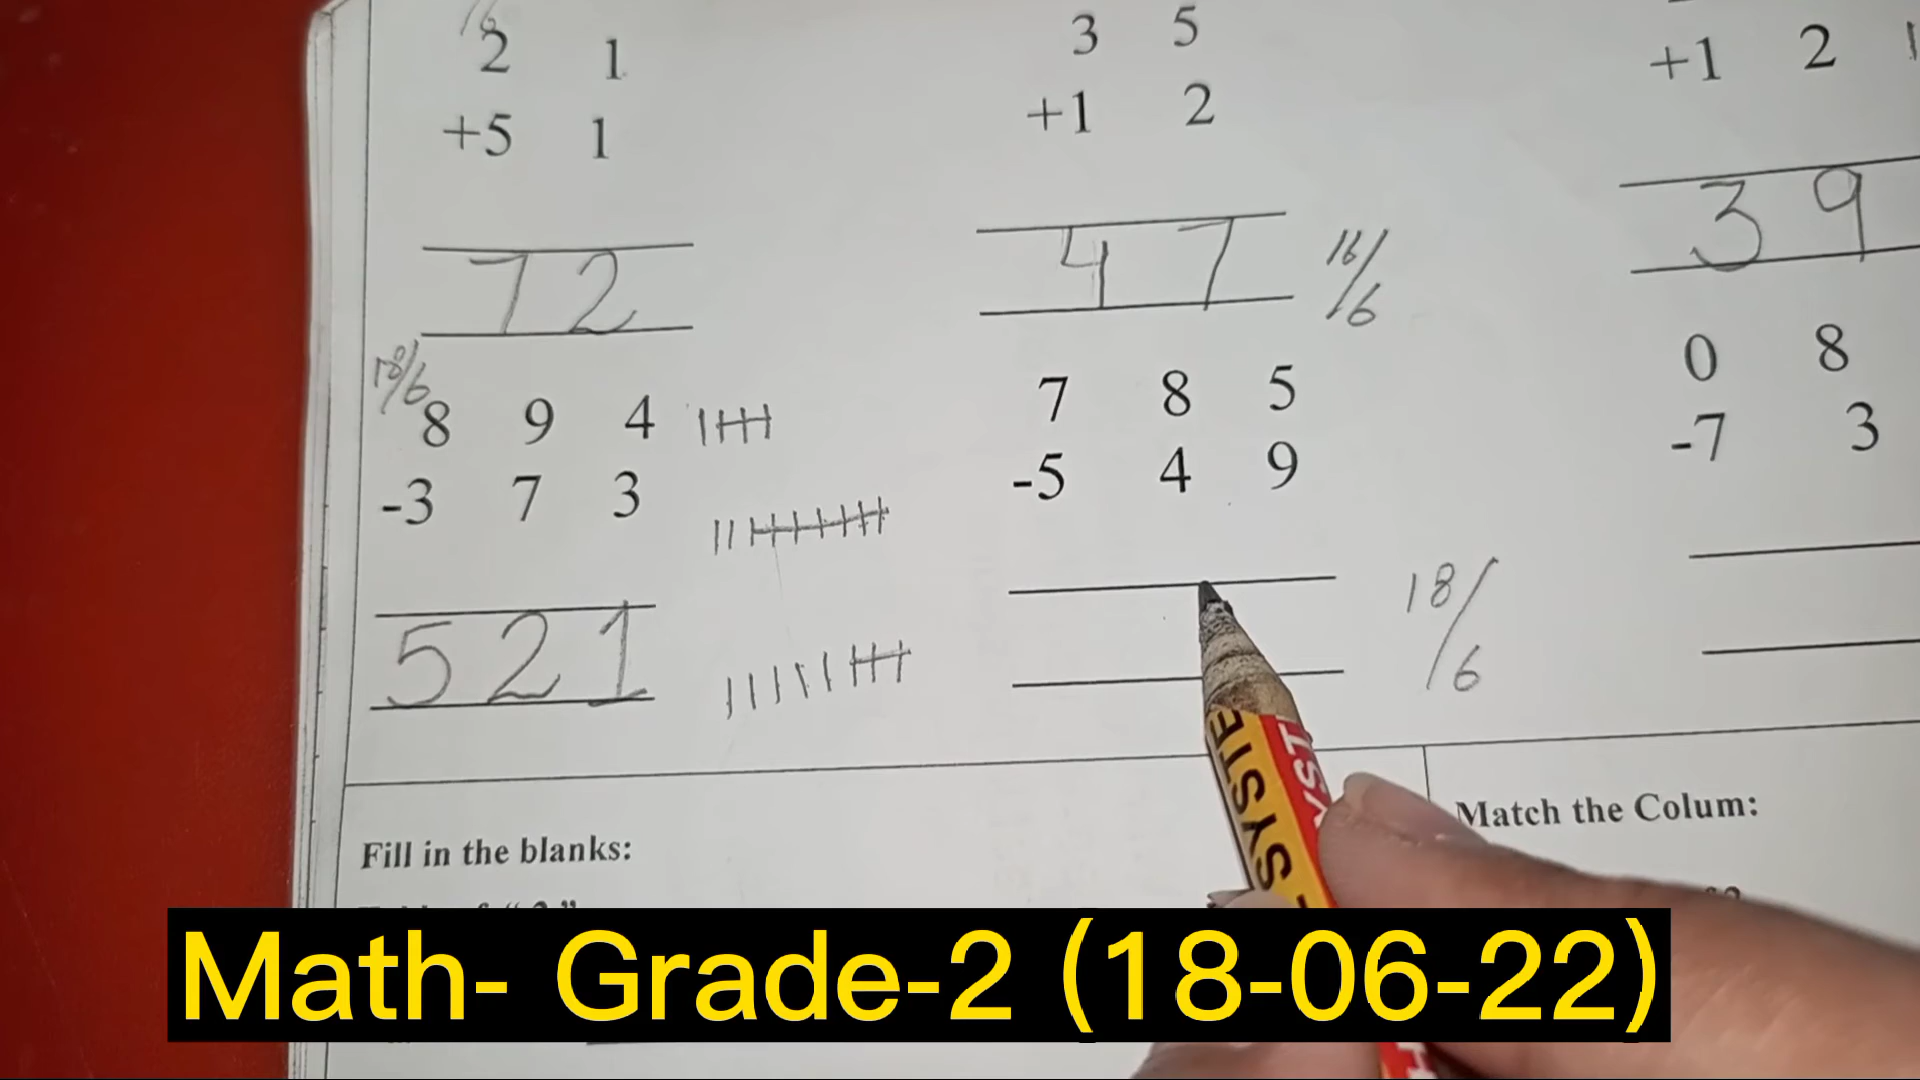 16
2 1
+5 1
72
3 5
+1 2
47
16/6
+1 2 1
39
18/6
8 9 4
-3 7 3
521
7 8 5
-5 4 9
18/6
0 8
-7 3
Fill in the blanks:
Match the Colum:
SYSTE
Math- Grade-2 (18-06-22)